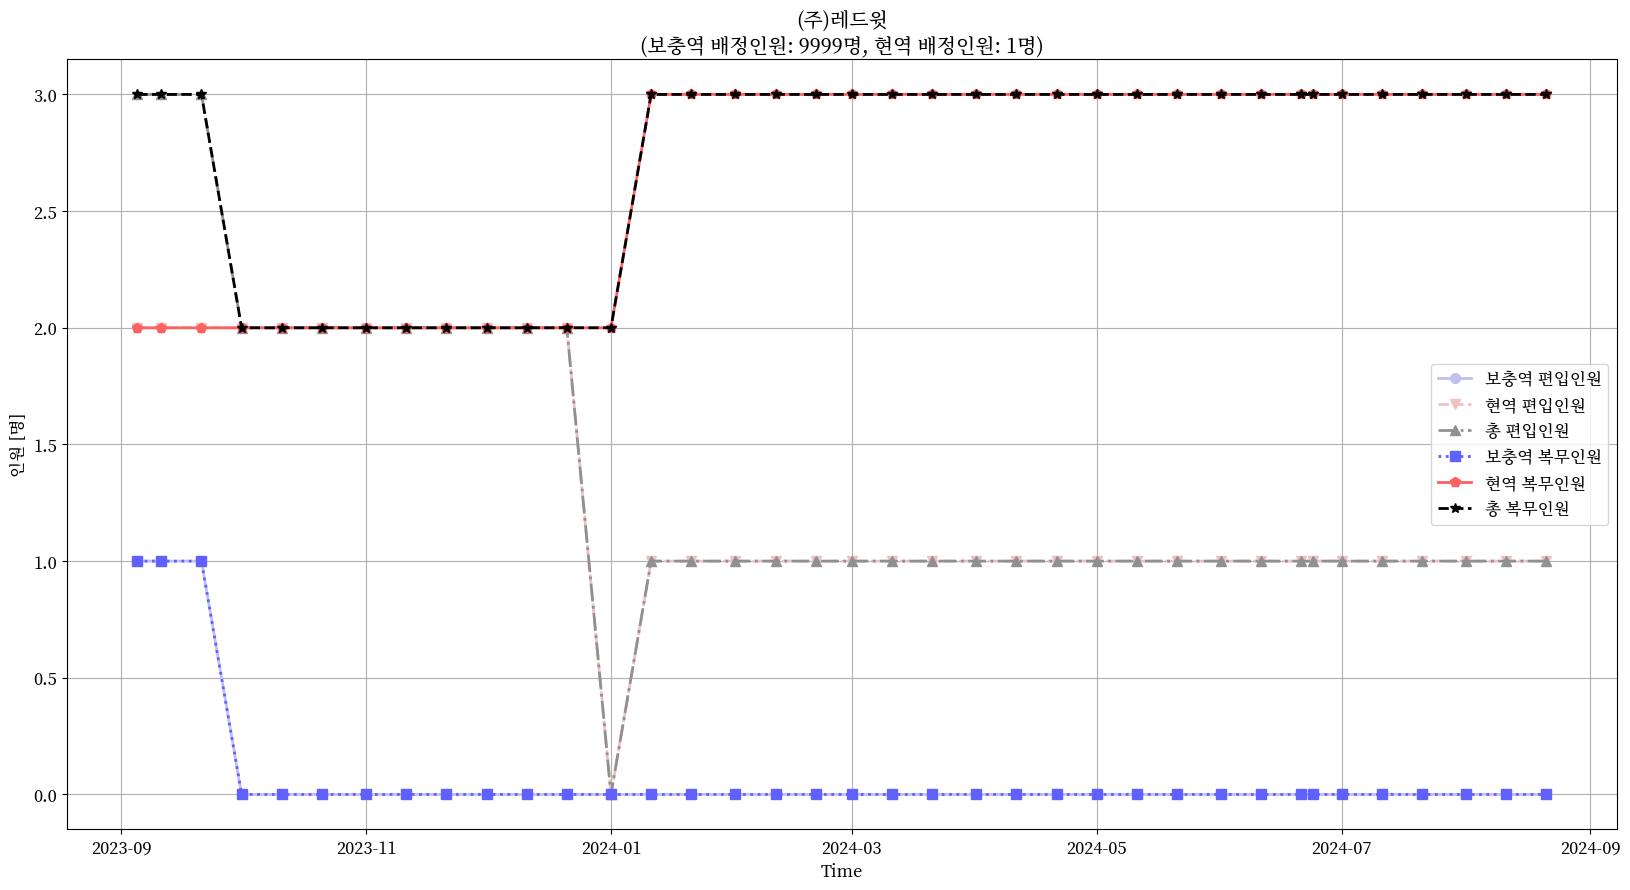 (주)레드윗
(보충역 배정인원: 9999명, 현역 배정인원: 1명)
3.0
2.5
2.0
1.5
1.0
0.5
0.0
인원 [명]
보충역 편입인원
현역 편입인원
총 편입인원
보충역 복무인원
현역 복무인원
총 복무인원
2023-09
2023-11
2024-01
2024-03
2024-05
2024-07
2024-09
Time